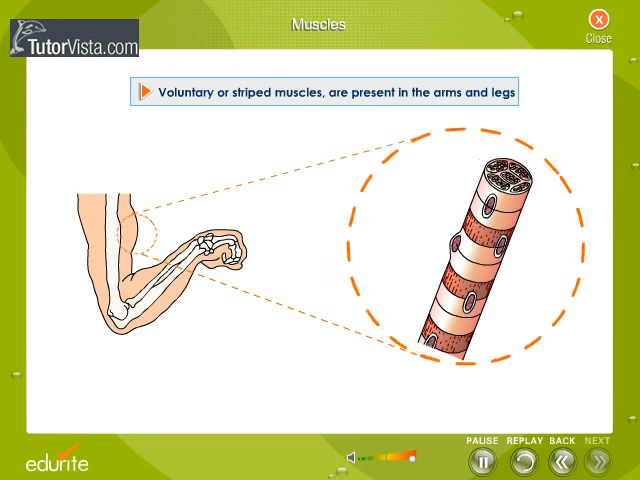 Muscles
X
Close
TutorVista.com
Voluntary or striped muscles, are present in the arms and legs
PAUSE REPLAY BACK NEXT
edurite